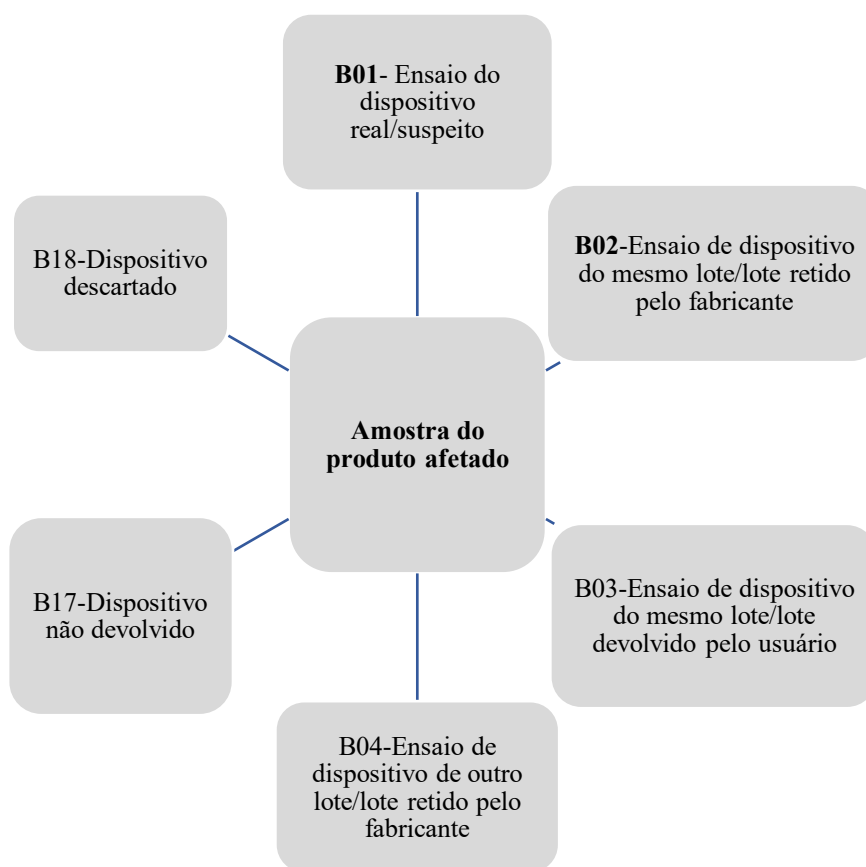 B01- Ensaio do
dispositivo
real/suspeito
B02-Ensaio de dispositivo
do mesmo lote/lote retido
pelo fabricante
B03-Ensaio de dispositivo
do mesmo lote/lote
devolvido pelo usuário
B04-Ensaio de
dispositivo de outro
lote/lote retido pelo
fabricante
B17-Dispositivo
não devolvido
B18-Dispositivo
descartado
Amostra do
produto afetado